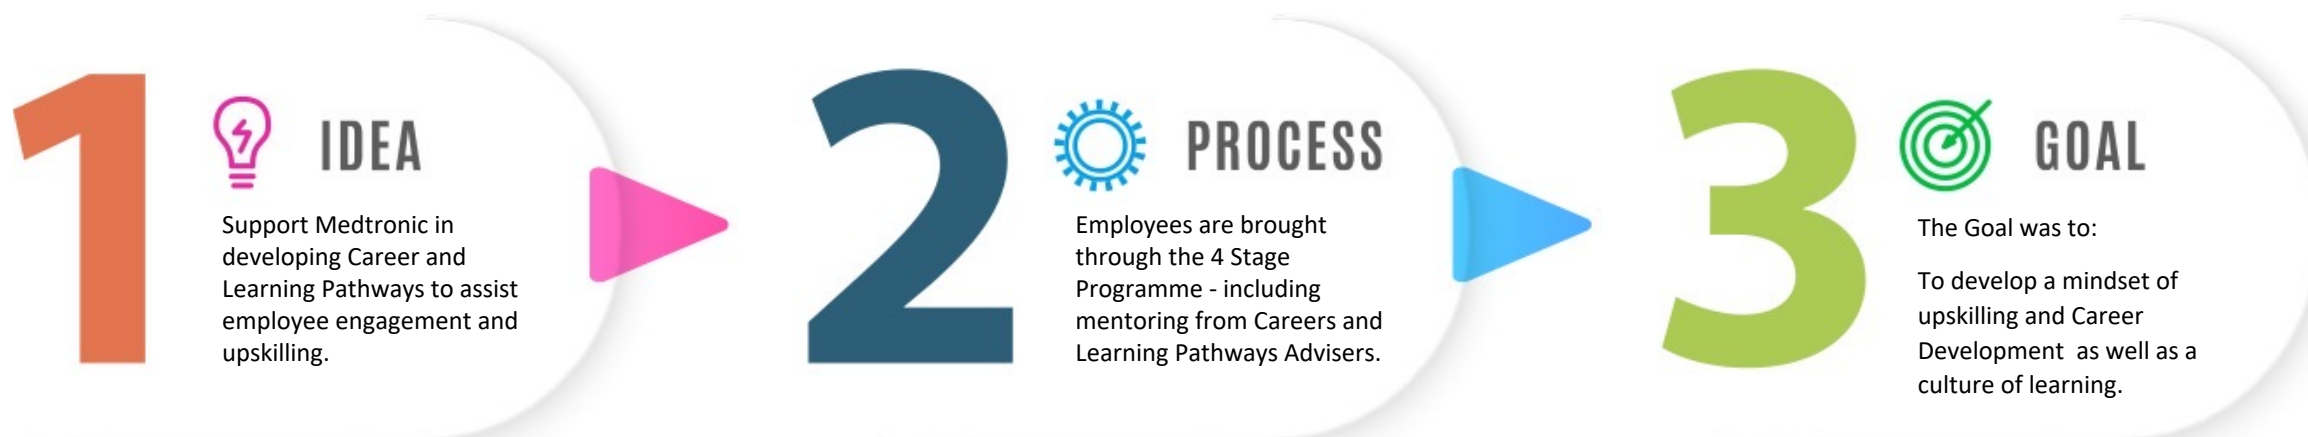 1
IDEA
Support Medtronic in
developing Career and
Learning Pathways to assist
employee engagement and
upskilling.
2
PROCESS
Employees are brought
through the 4 Stage
Programme - including
mentoring from Careers and
Learning Pathways Advisers.
3
GOAL
The Goal was to:
To develop a mindset of
upskilling and Career
Development  as well as a
culture of learning.